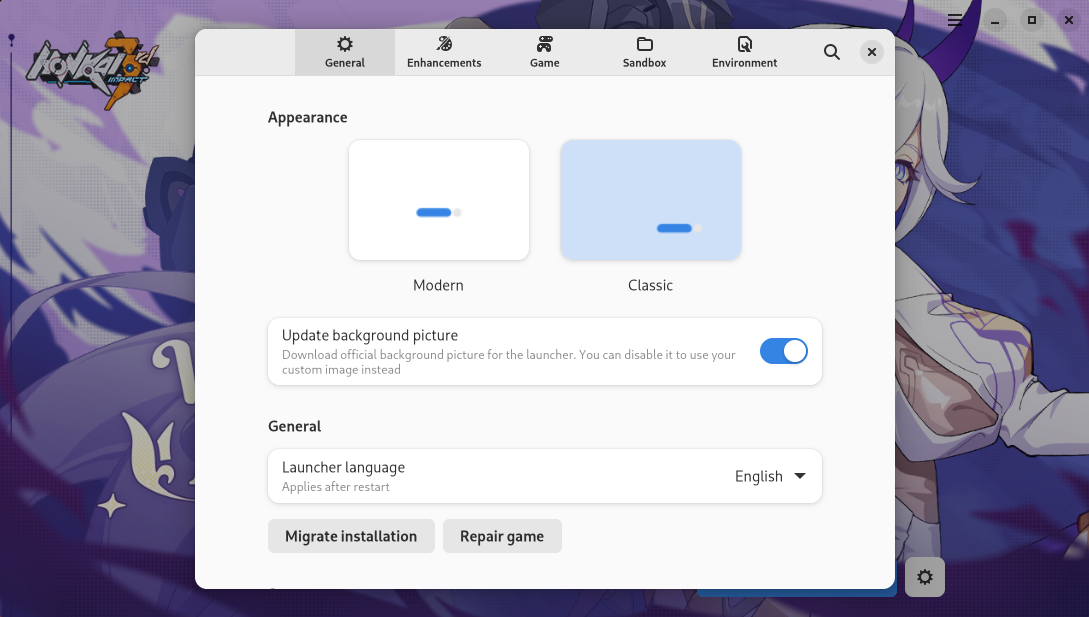 HONKAI 3rd
IMPACT
General
Enhancements
Game
Sandbox
Environment
Appearance
Modern
Classic
Update background picture
Download official background picture for the launcher. You can disable it to use your
custom image instead
General
Launcher language
Applies after restart
English
Migrate installation
Repair game